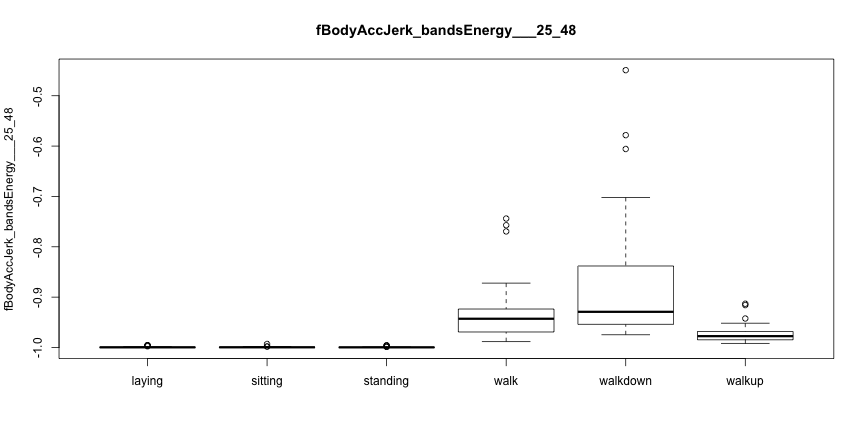 fBodyAccJerk_bandsEnergy___25_48
fBodyAccJerk_bandsEnergy___25_48
-0.5
-0.6
-0.7
-0.8
-0.9
-1.0
laying sitting standing walk walkdown walkup